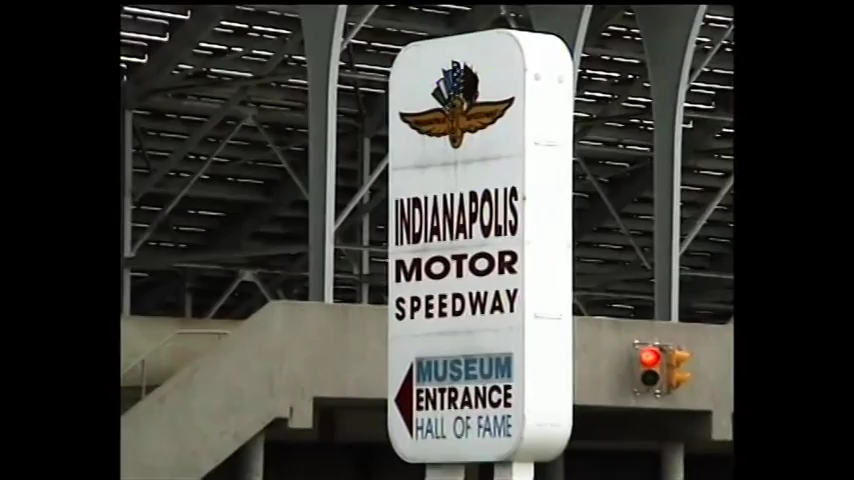 INDIANAPOLIS
MOTOR
SPEEDWAY
MUSEUM
ENTRANCE
HALL OF FAME